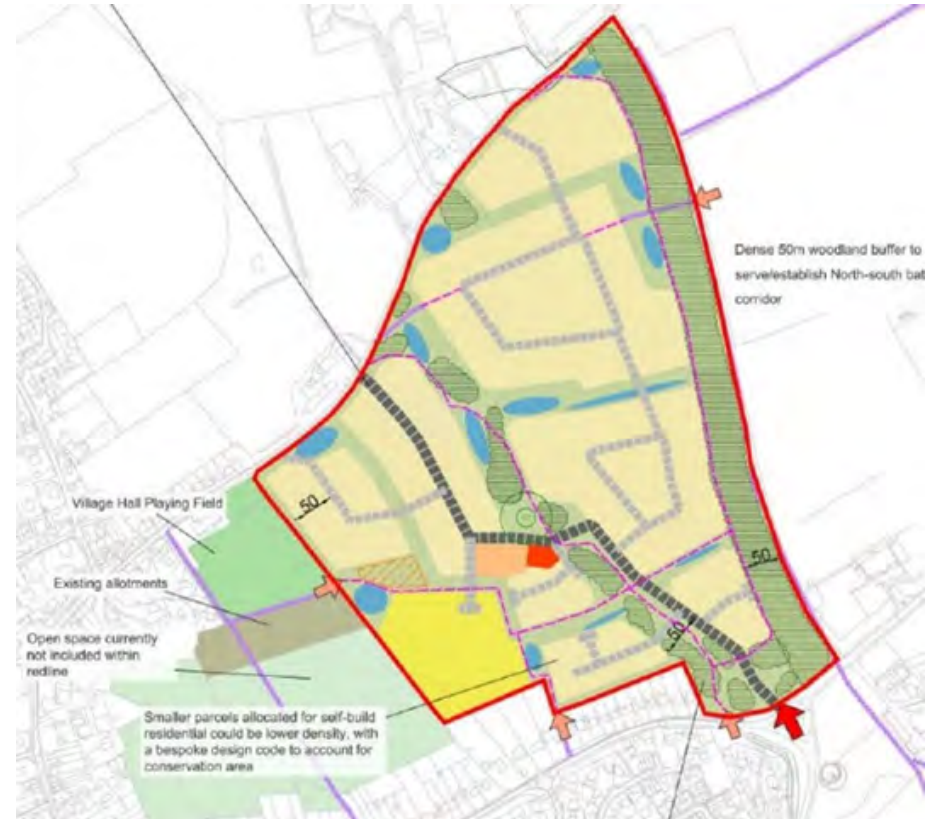 Dense 50m woodland buffer to
serve/establish North-south bat
corridor
50
Village Hall Playing Field
50
Existing allotments
Open space currently
not included within
redline
50
Smaller parcels allocated for self-build
residential could be lower density, with
a bespoke design code to account for
conservation area